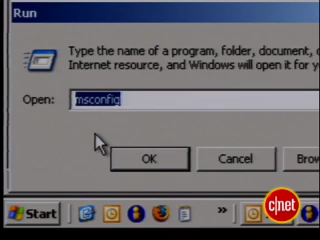 Run
Type the name of a program, folder, document,
Internet resource, and Windows will open it for
Open:
msconfig
OK
Cancel
Brow
Start
»
c|net